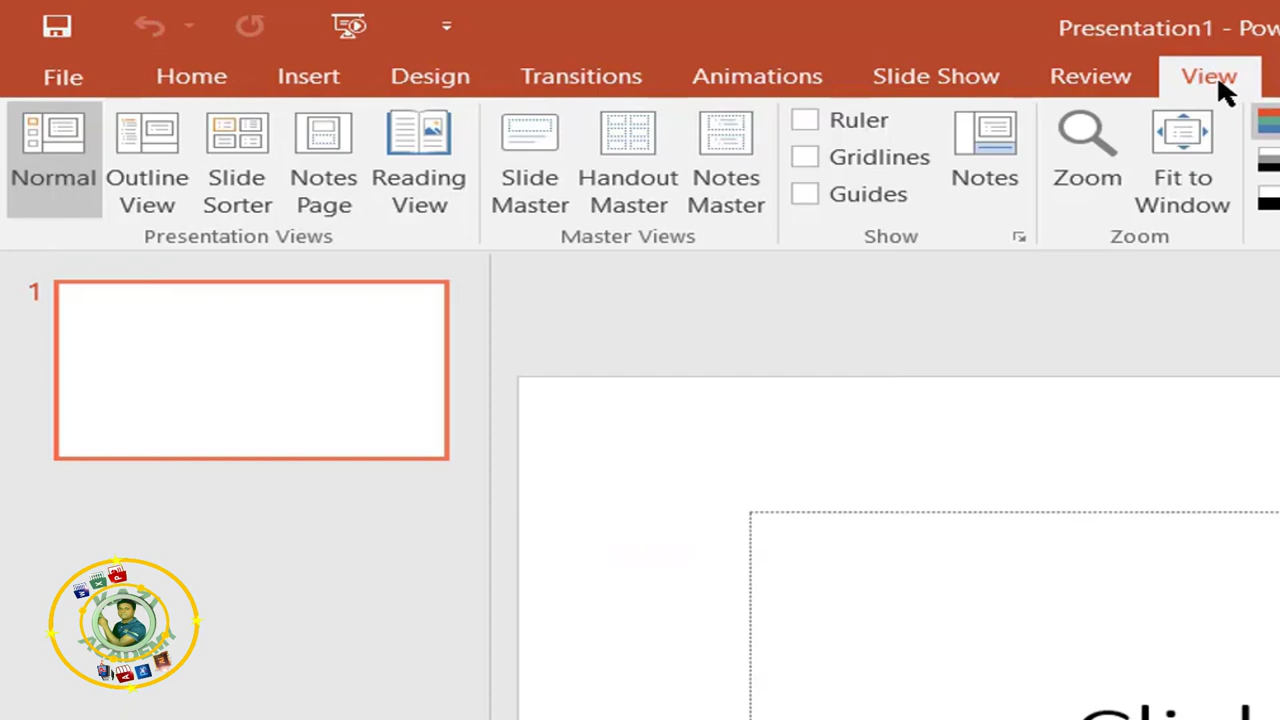 Presentation1 - Pow
File Home Insert Design Transitions Animations Slide Show Review View
Normal Outline View Slide Sorter Notes Page Reading View
Presentation Views
Slide Master Handout Master Notes Master
Master Views
Ruler
Gridlines
Guides
Notes
Show
Zoom Fit to Window
Zoom
1
KAZI
ACADEMY